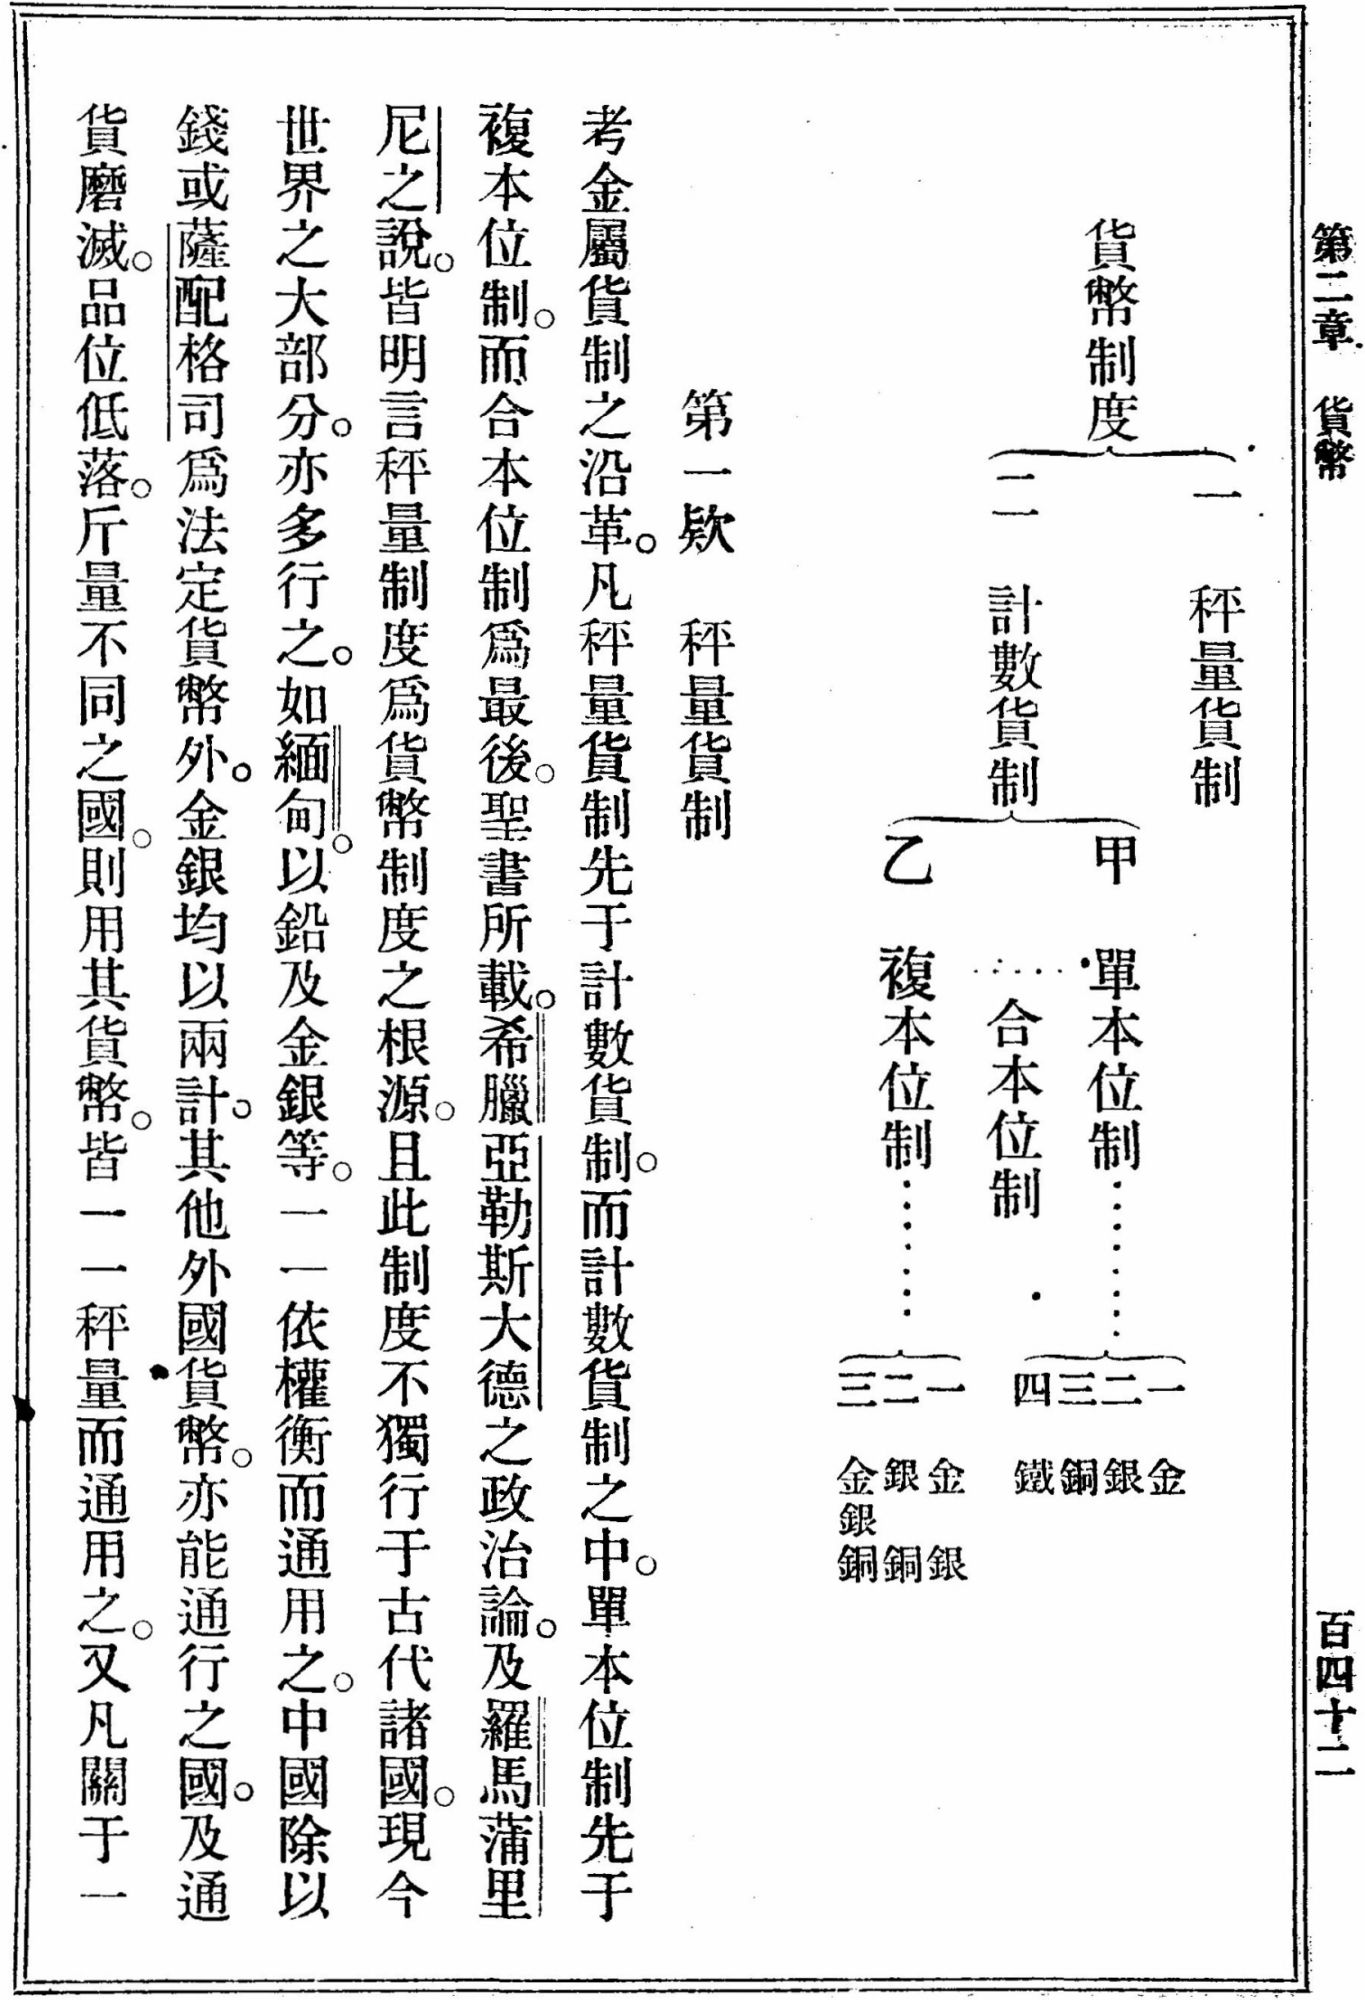 第二章　貨幣
百四十二
貨幣制度
一　秤量貨制
二　計數貨制
甲　單本位制……
一　金
二　銀
三　銅
四　鐵
合本位制
乙　複本位制……
一　金　銀
二　銀　銅
三　金銀銅
第一欵　秤量貨制
考金屬貨制之沿革。凡秤量貨制先于計數貨制。而計數貨制之中。單本位制先于
複本位制。而合本位制爲最後。聖書所載。希臘亞勒斯大德之政治論。及羅馬蒲里
尼之說。皆明言秤量制度爲貨幣制度之根源。且此制度不獨行于古代諸國。現今
世界之大部分。亦多行之。如緬甸。以鉛及金銀等。一一依權衡而通用之。中國除以
錢或薩配格司爲法定貨幣外。金銀均以兩計。其他外國貨幣。亦能通行之國。及通
貨磨滅。品位低落。斤量不同之國。則用其貨幣。皆一一秤量而通用之。又凡關于一